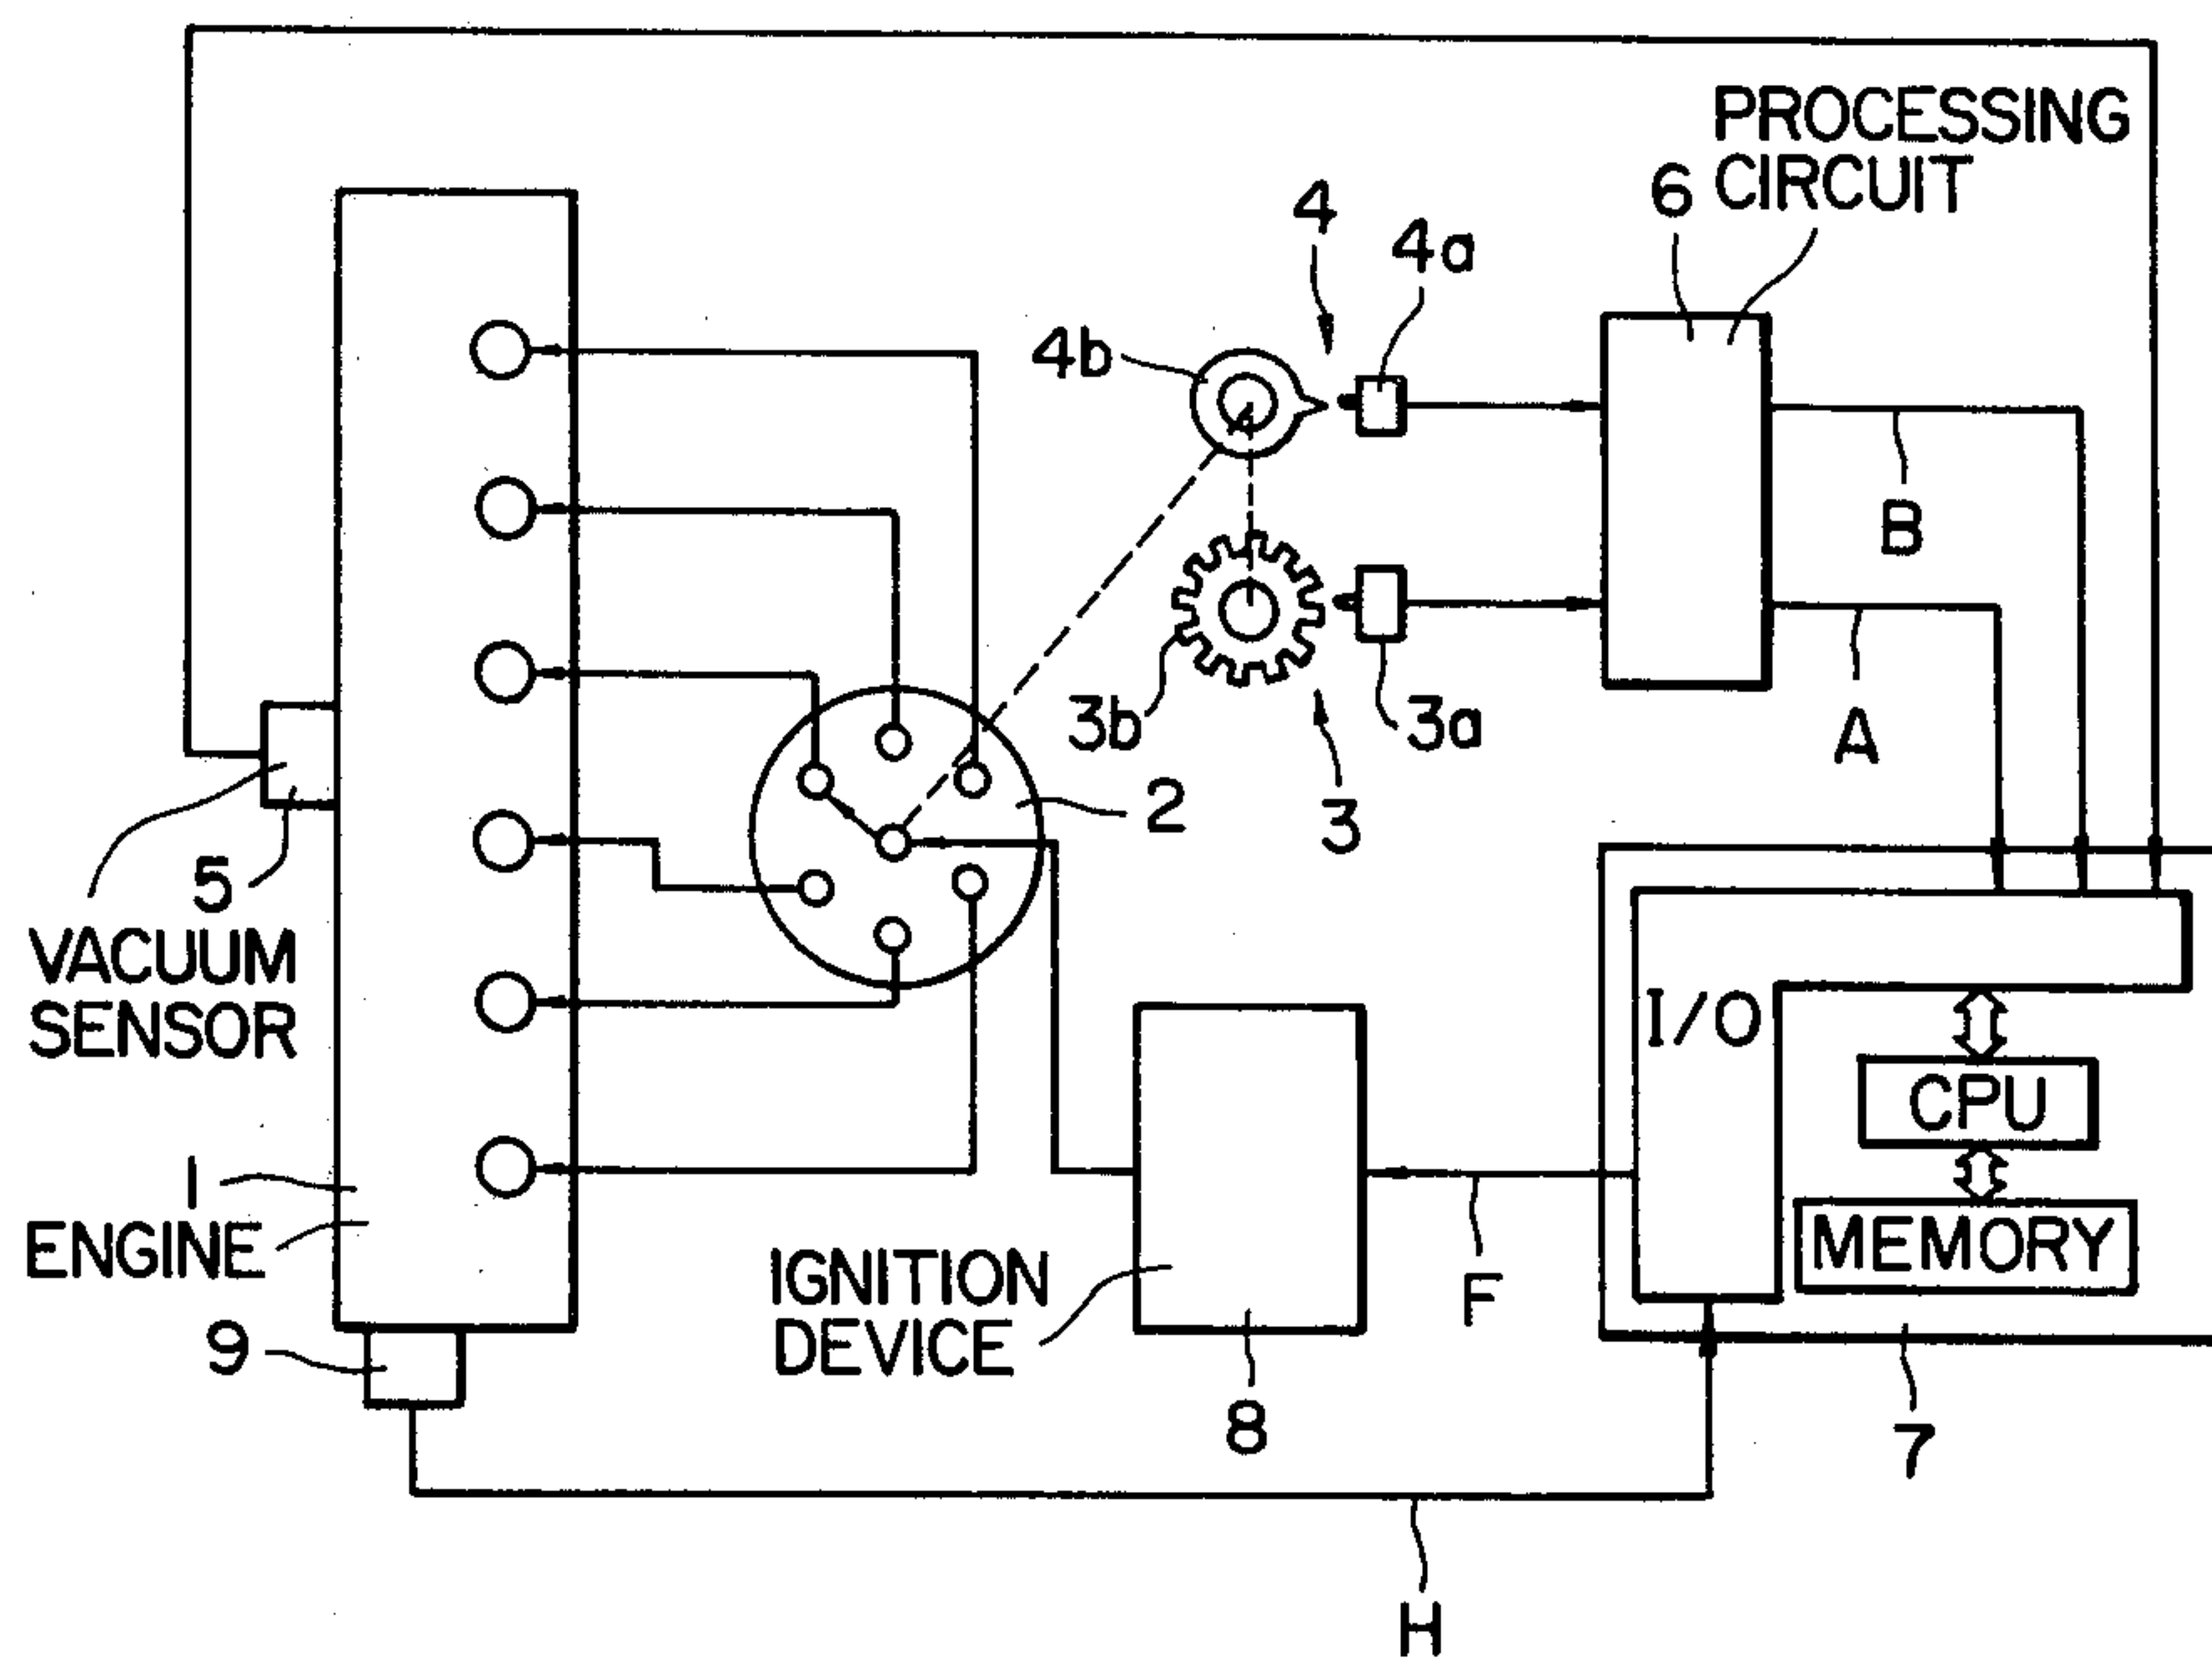 PROCESSING
CIRCUIT
6
4
4a
4b
B
3b
3a
A
2
3
5
VACUUM
SENSOR
I/O
CPU
1
ENGINE
MEMORY
IGNITION
DEVICE
F
9
8
7
H